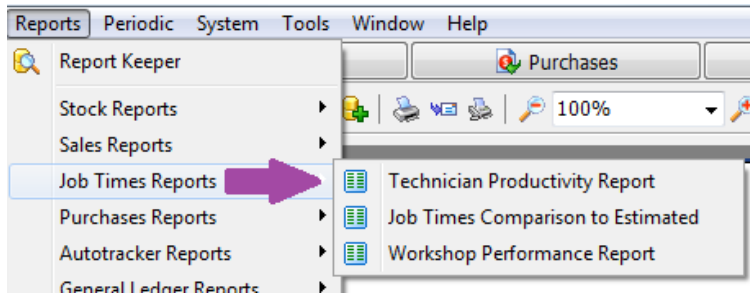 Reports Periodic System Tools Window Help
Report Keeper
Purchases
Stock Reports
100%
Sales Reports
Job Times Reports
Technician Productivity Report
Purchases Reports
Job Times Comparison to Estimated
Autotracker Reports
Workshop Performance Report
General Ledger Reports